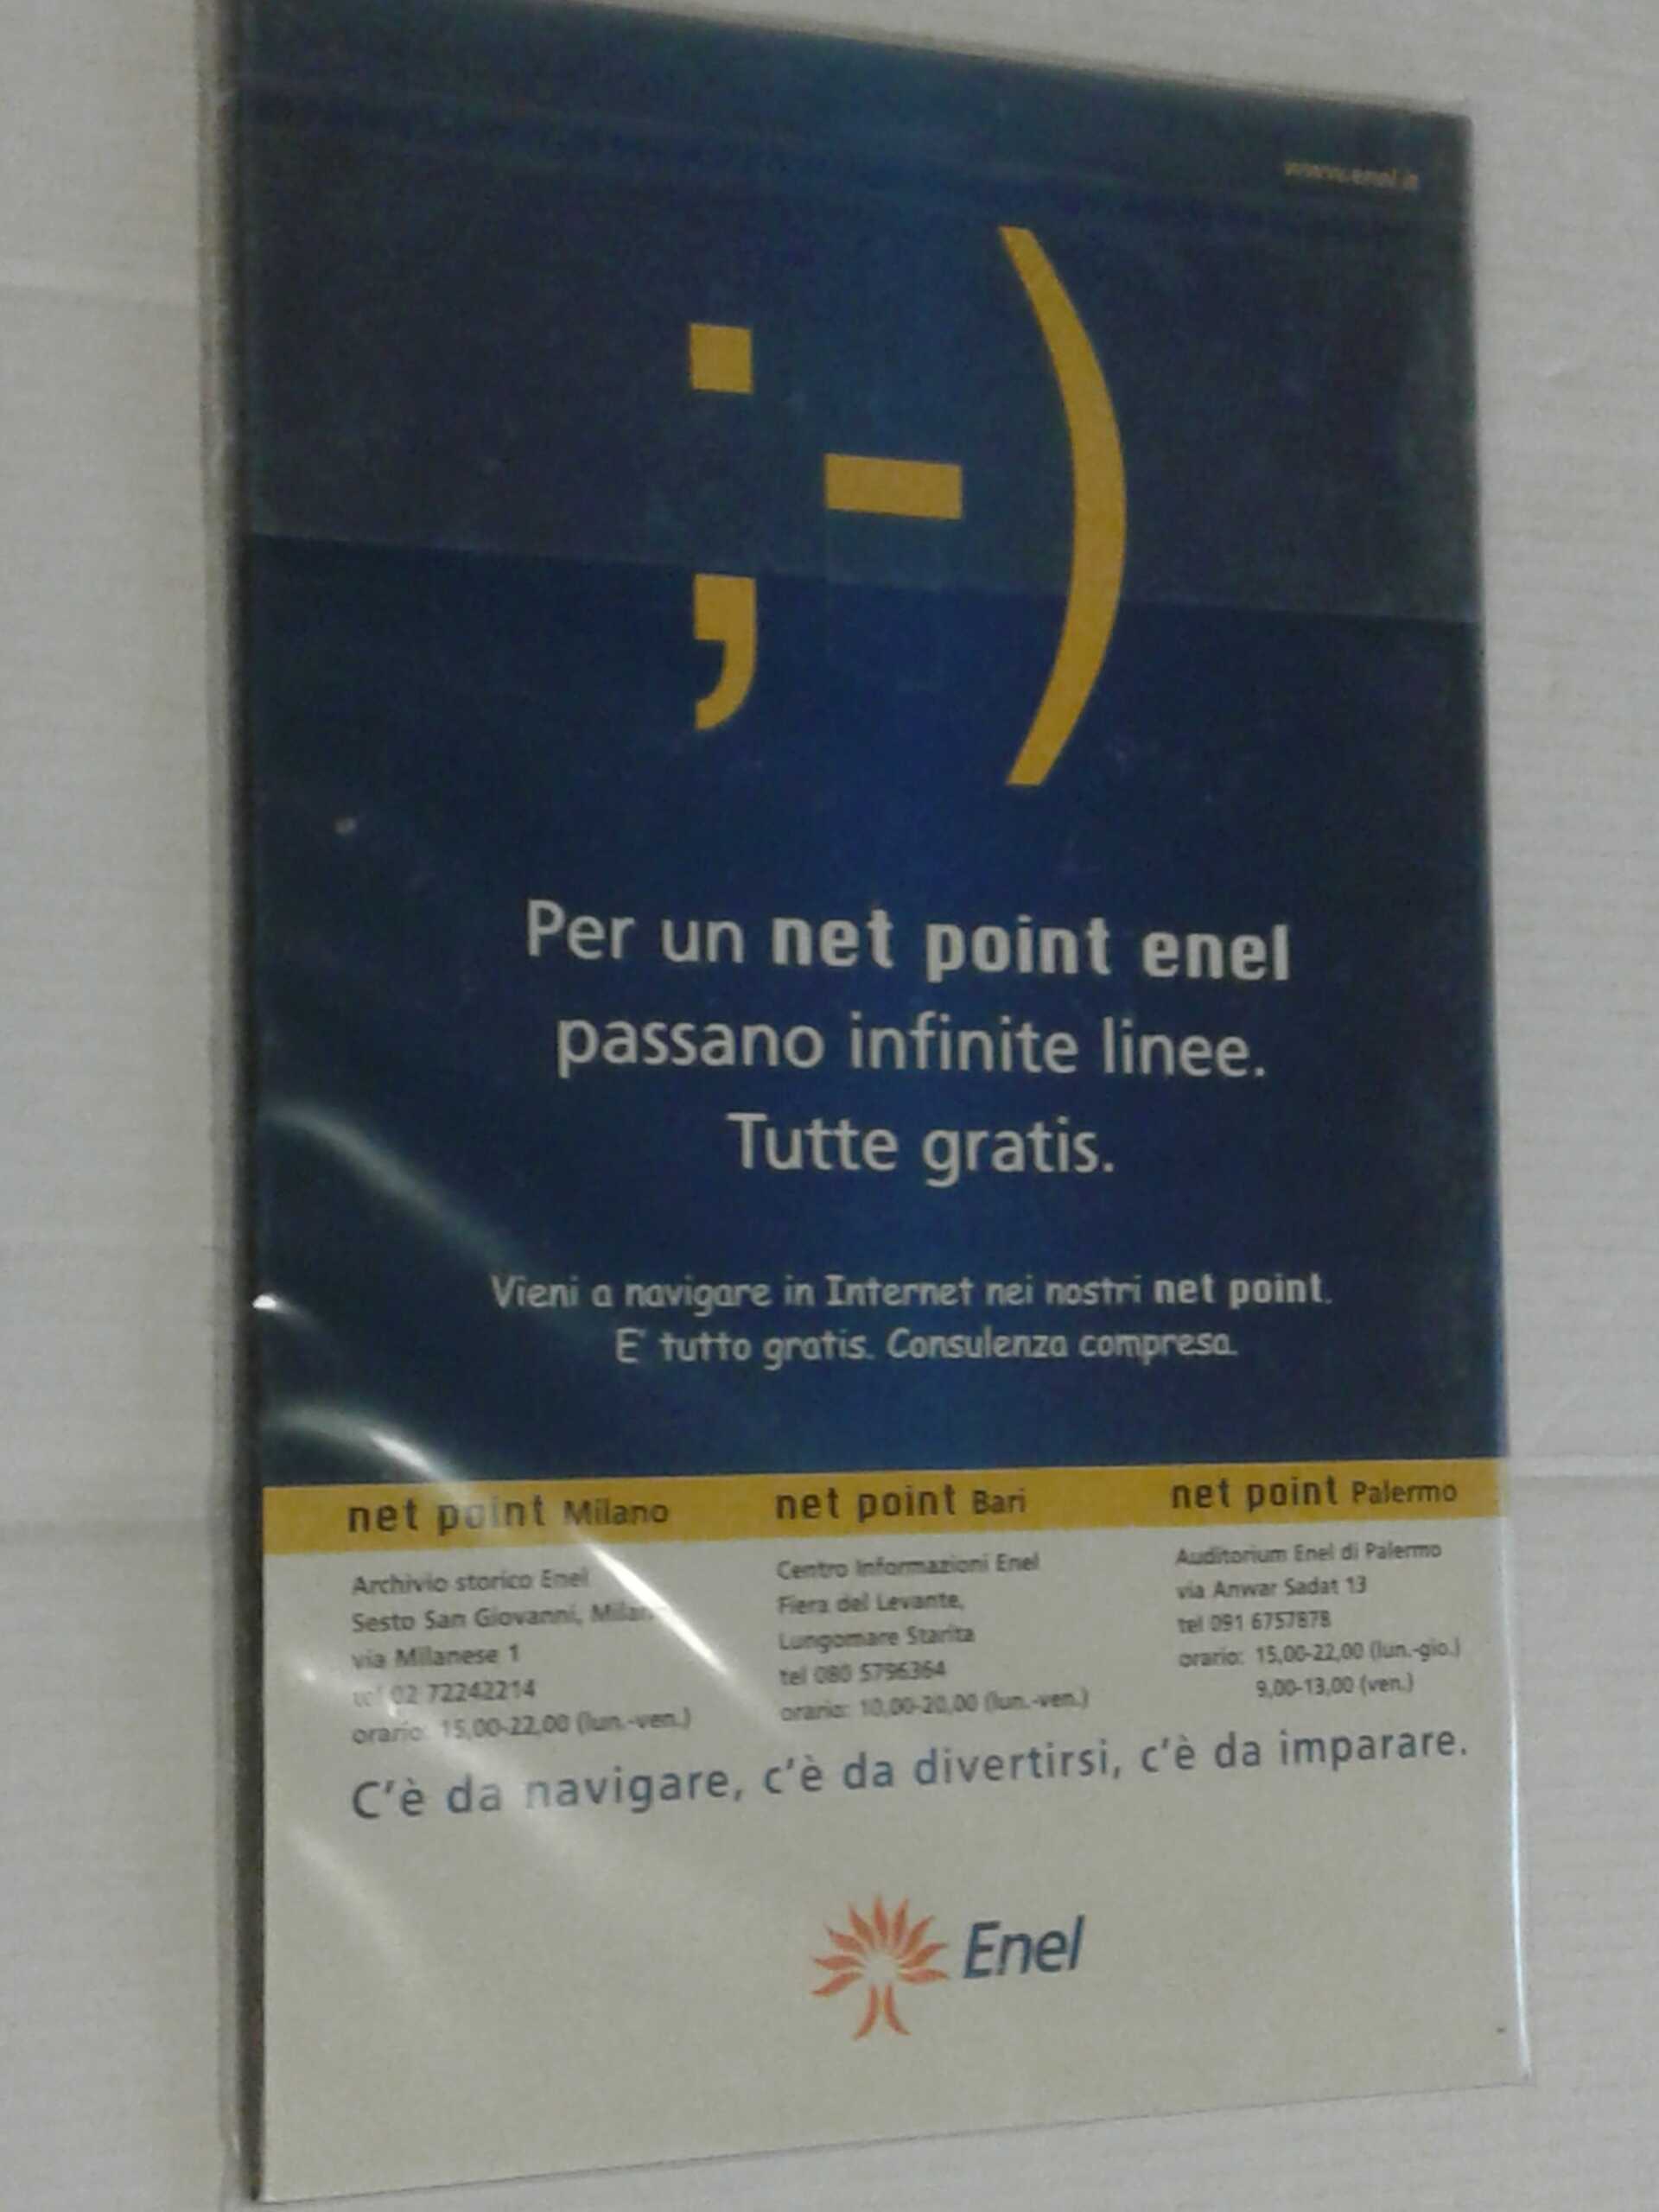 www.enel.it
;-)
Per un net point enel
passano infinite linee.
Tutte gratis.
Vieni a navigare in Internet nei nostri net point.
E' tutto gratis. Consulenza compresa.
net point Milano
Archivio storico Enel
Sesto San Giovanni, Milano
via Milanese 1
tel 02 72242214
orario: 15,00-22,00 (lun.-ven.)
net point Bari
Centro Informazioni Enel
Fiera del Levante,
Lungomare Starita
tel 080 5796364
orario: 10,00-20,00 (lun.-ven.)
net point Palermo
Auditorium Enel di Palermo
via Anwar Sadat 13
tel 091 6757878
orario: 15,00-22,00 (lun.-gio.)
9,00-13,00 (ven.)
C'è da navigare, c'è da divertirsi, c'è da imparare.
Enel